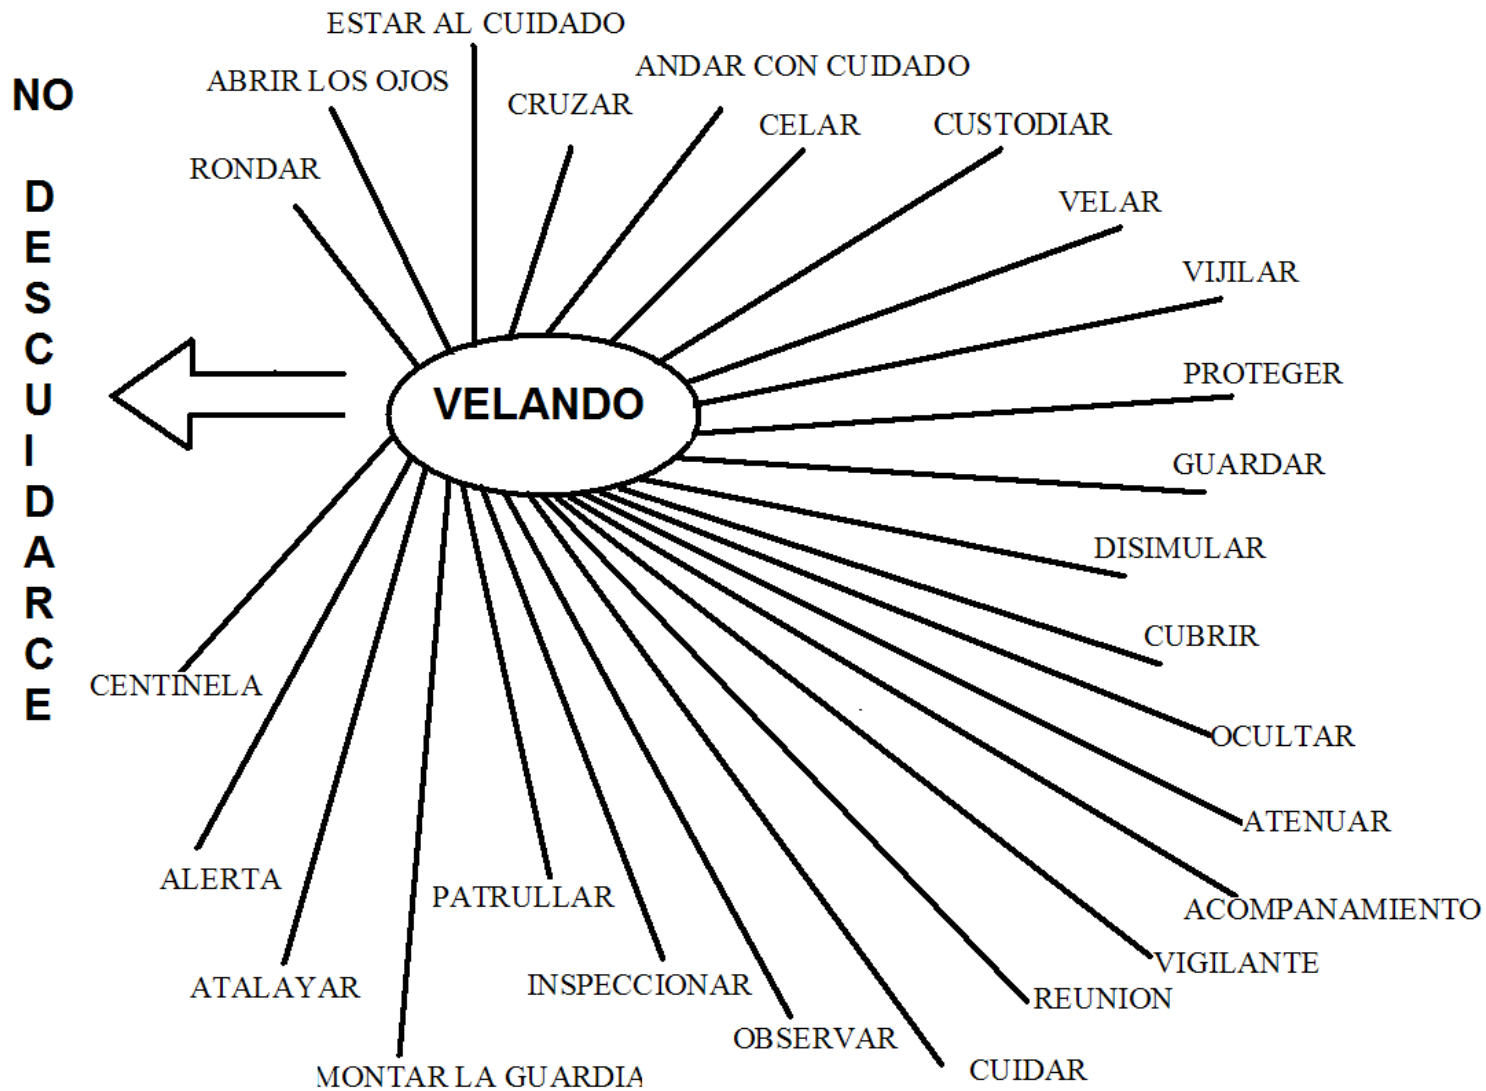 ESTAR AL CUIDADO
ABRIR LOS OJOS
ANDAR CON CUIDADO
NO
CRUZAR
CELAR
CUSTODIAR
RONDAR
DESCUIDARCE
VELAR
VIJILAR
PROTEGER
VELANDO
GUARDAR
DISIMULAR
CUBRIR
CENTINELA
OCULTAR
ATENUAR
ALERTA
PATRULLAR
ACOMPANAMIENTO
VIGILANTE
ATALAYAR
INSPECCIONAR
REUNION
OBSERVAR
CUIDAR
MONTAR LA GUARDIA